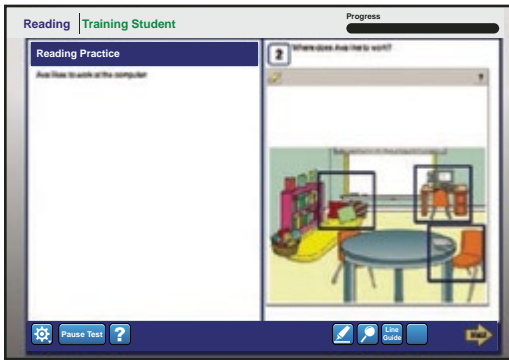 Reading Training Student
Progress
Reading Practice
Ava likes to work at the computer.
2
Where does Ava like to work?
?
Pause Test
?
Line
Guide